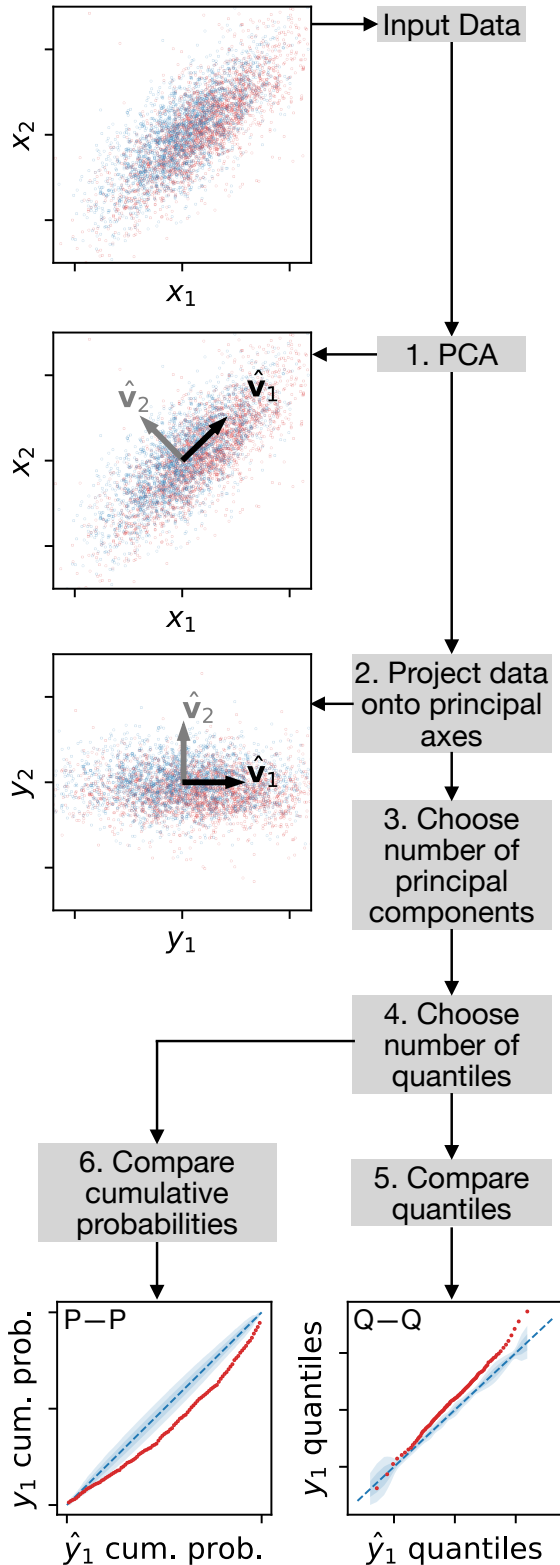 Input Data
x₂
x₁
1. PCA
v̂₂
v̂₁
x₂
x₁
2. Project data
onto principal
axes
v̂₂
v̂₁
y₂
y₁
3. Choose
number of
principal
components
4. Choose
number of
quantiles
6. Compare
cumulative
probabilities
5. Compare
quantiles
P−P
y₁ cum. prob.
ŷ₁ cum. prob.
Q−Q
y₁ quantiles
ŷ₁ quantiles